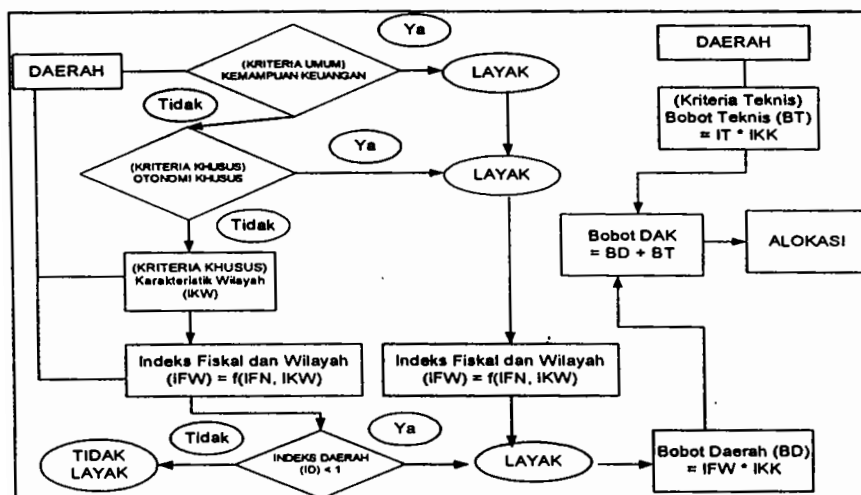 Ya
DAERAH
(KRITERIA UMUM)
KEMAMPUAN KEUANGAN
LAYAK
DAERAH
Tidak
(Kriteria Teknis)
Bobot Teknis (BT)
= IT * IKK
(KRITERIA KHUSUS)
OTONOMI KHUSUS
Ya
LAYAK
Tidak
Bobot DAK
= BD + BT
ALOKASI
(KRITERIA KHUSUS)
Karakteristik Wilayah
(IKW)
Indeks Fiskal dan Wilayah
(IFW) = f(IFN, IKW)
Indeks Fiskal dan Wilayah
(IFW) = f(IFN, IKW)
Tidak
Ya
TIDAK
LAYAK
INDEKS DAERAH
(ID) < 1
LAYAK
Bobot Daerah (BD)
= IFW * IKK